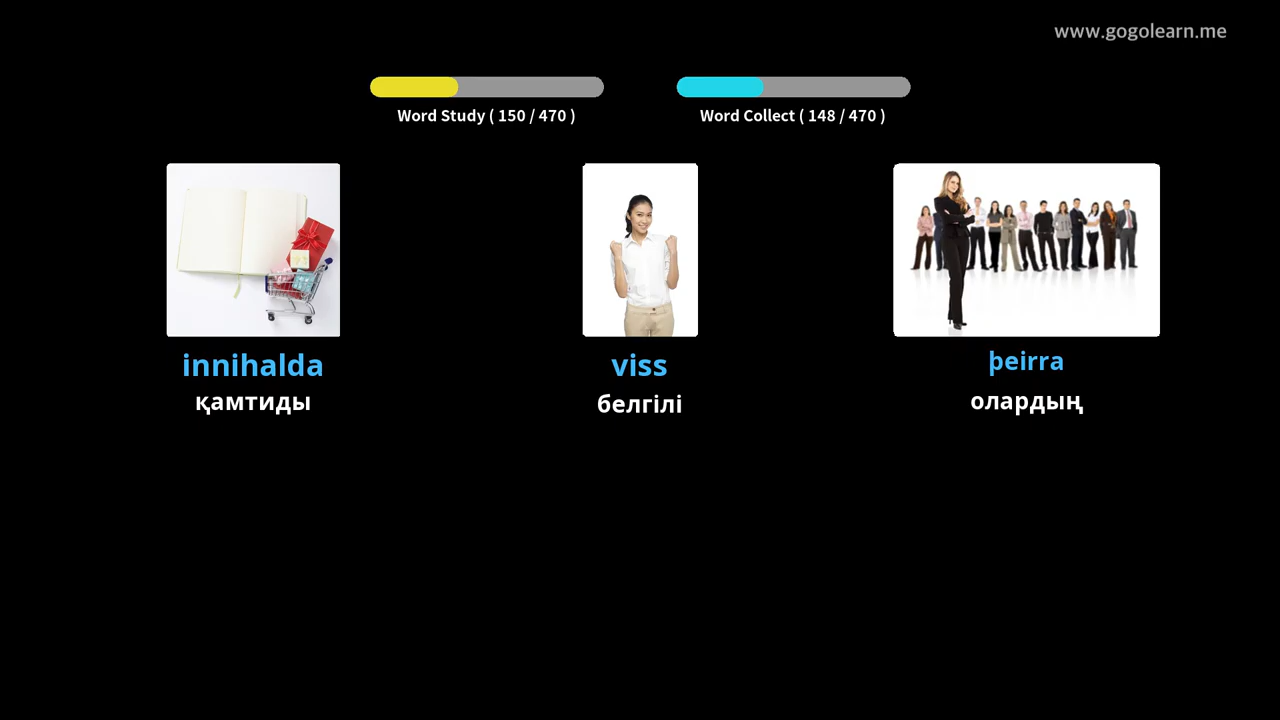 www.gogolearn.me
Word Study ( 150 / 470 )
Word Collect ( 148 / 470 )
innihalda
қамтиды
viss
белгілі
þeirra
олардың